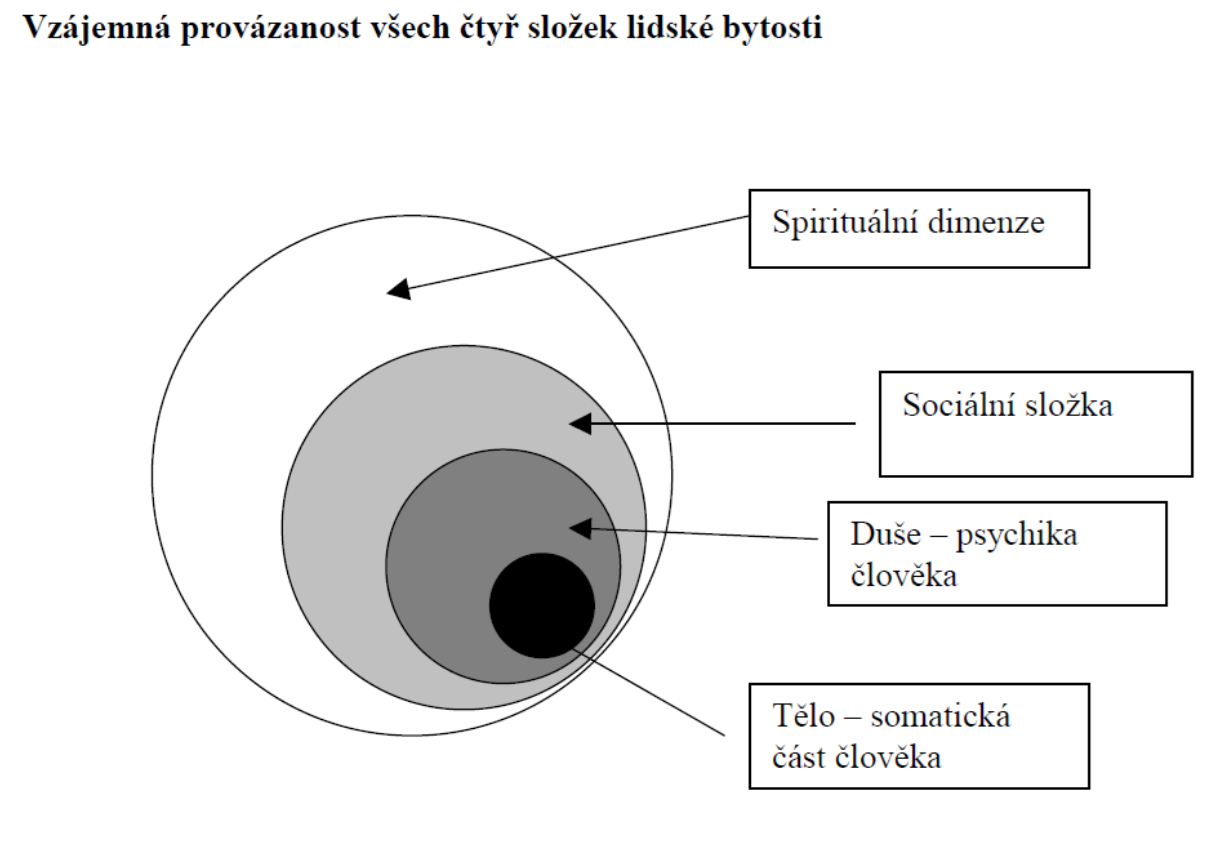 Vzájemná provázanost všech čtyř složek lidské bytosti
Spirituální dimenze
Sociální složka
Duše – psychika
člověka
Tělo – somatická
část člověka